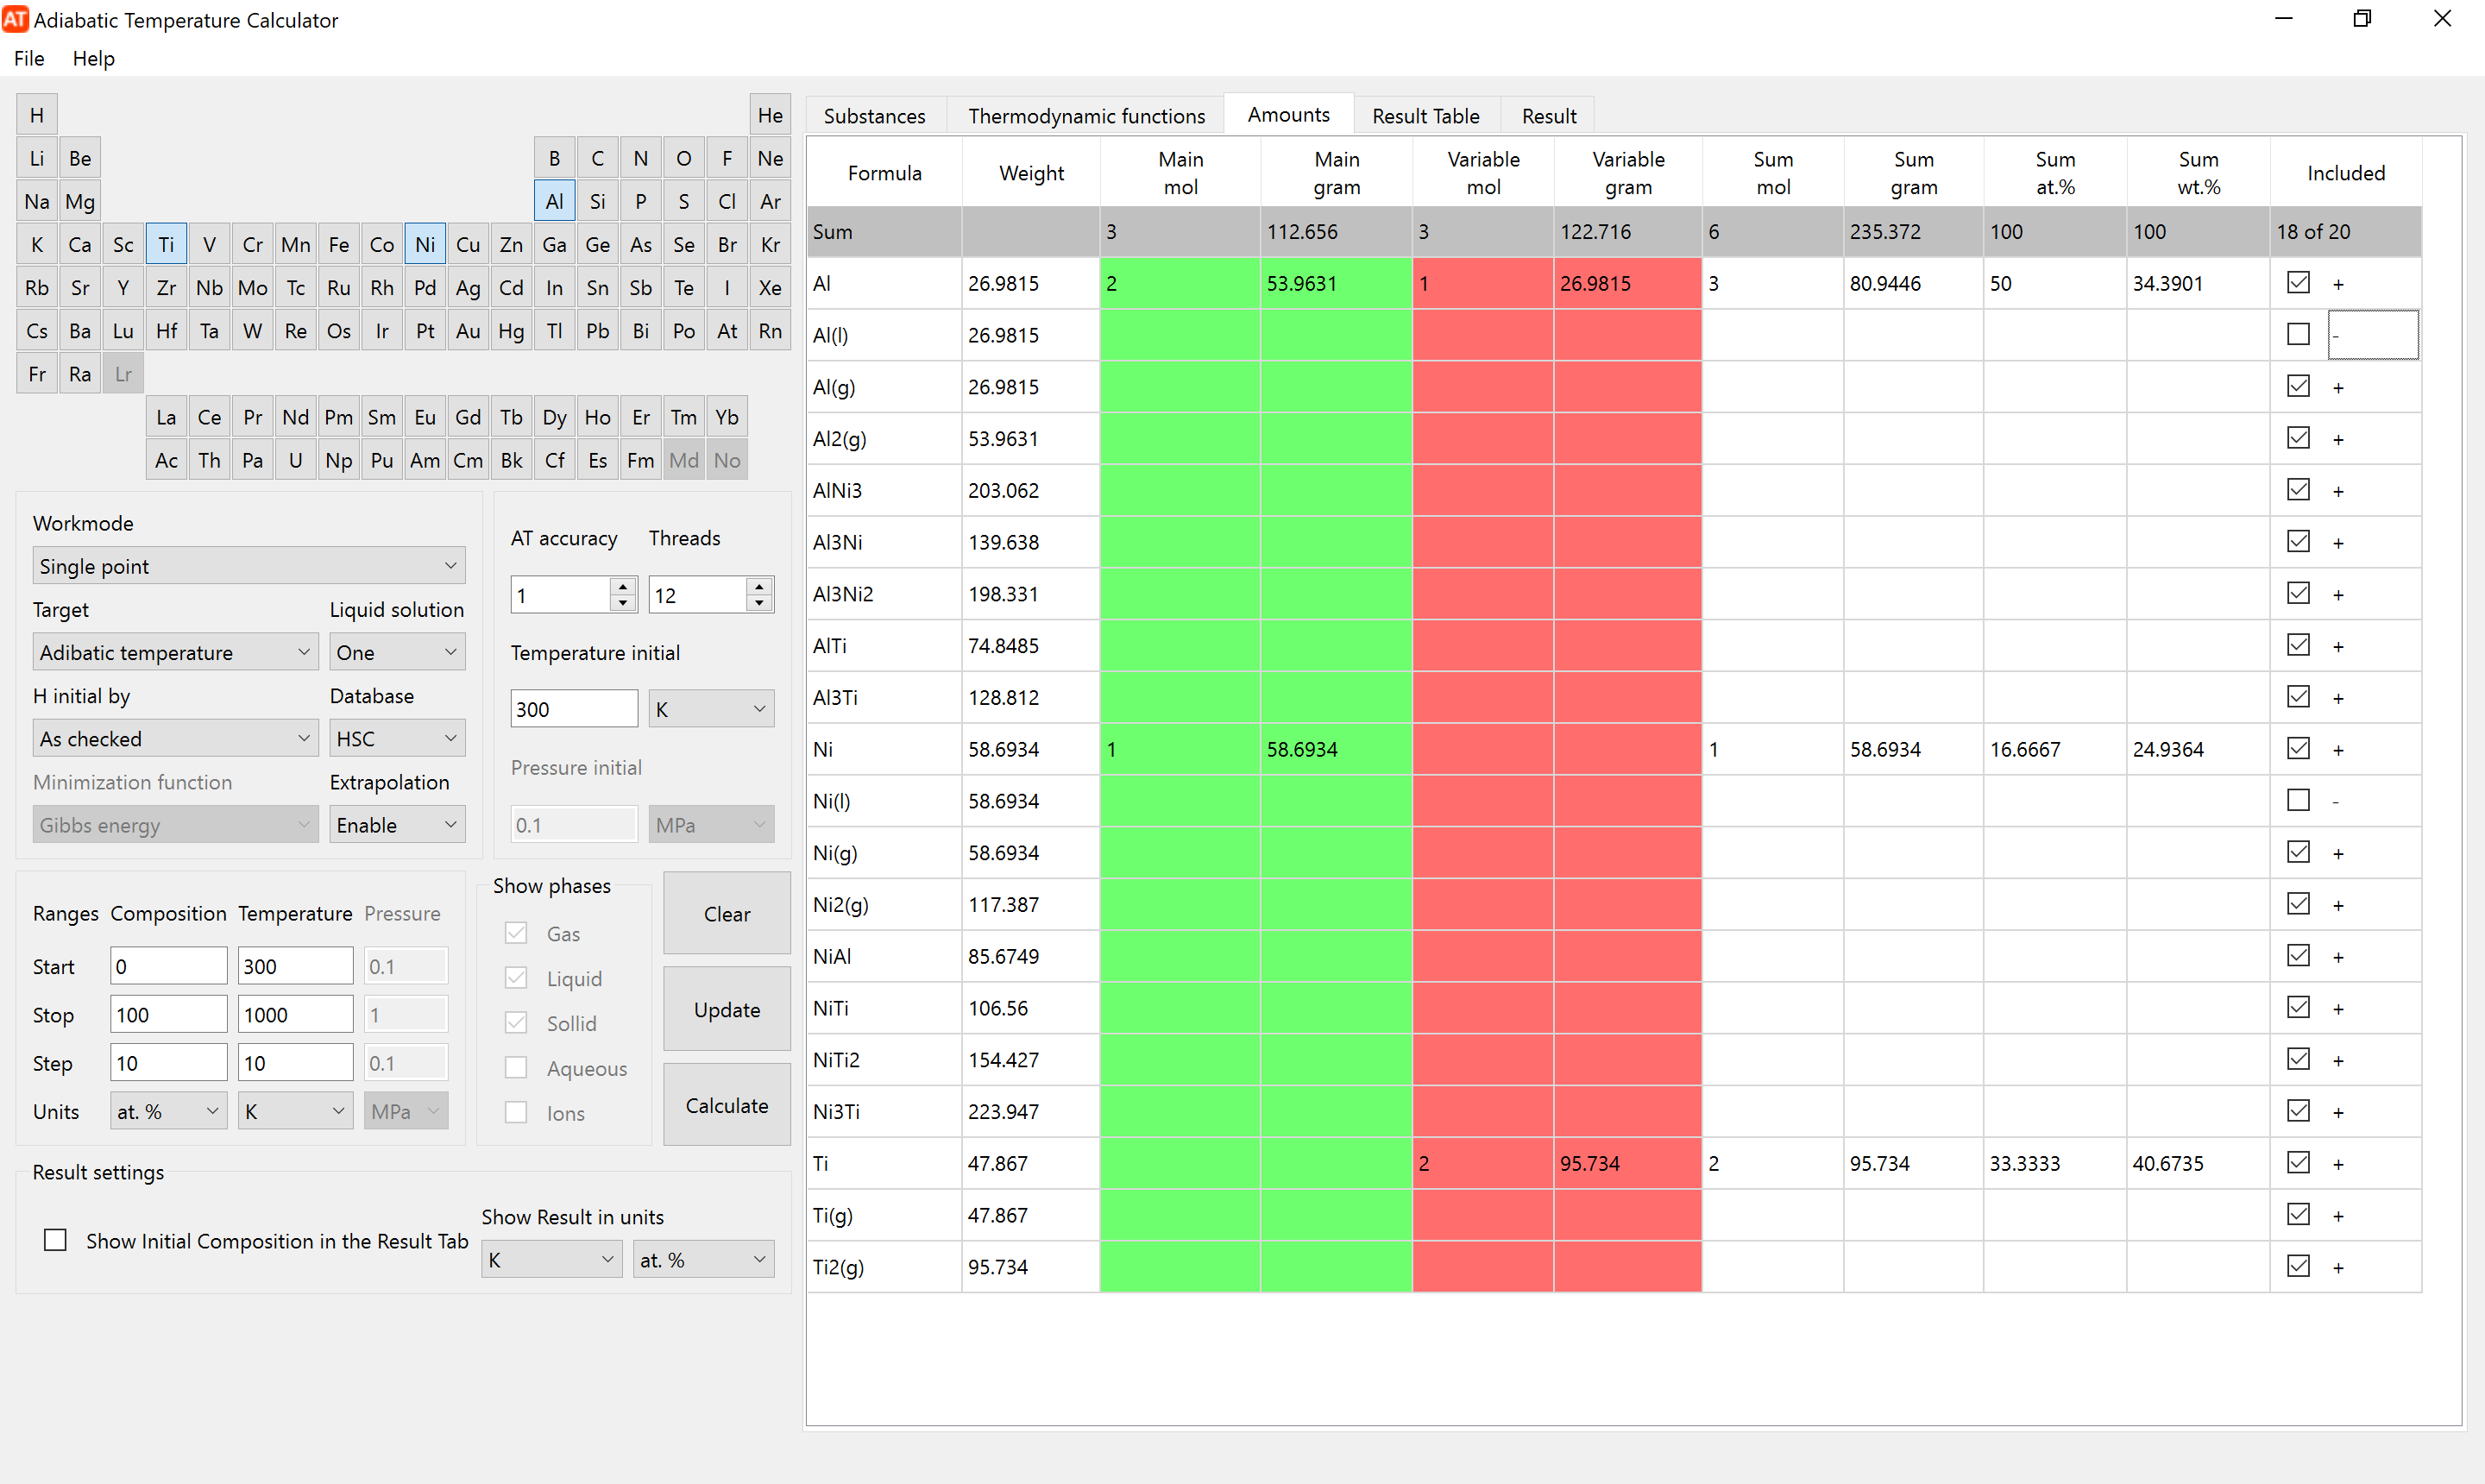 AT Adiabatic Temperature Calculator
File Help
H He
Li Be B C N O F Ne
Na Mg Al Si P S Cl Ar
K Ca Sc Ti V Cr Mn Fe Co Ni Cu Zn Ga Ge As Se Br Kr
Rb Sr Y Zr Nb Mo Tc Ru Rh Pd Ag Cd In Sn Sb Te I Xe
Cs Ba Lu Hf Ta W Re Os Ir Pt Au Hg Tl Pb Bi Po At Rn
Fr Ra Lr
La Ce Pr Nd Pm Sm Eu Gd Tb Dy Ho Er Tm Yb
Ac Th Pa U Np Pu Am Cm Bk Cf Es Fm Md No
Workmode
Single point
Target Liquid solution
Adibatic temperature One
H initial by Database
As checked HSC
Minimization function Extrapolation
Gibbs energy Enable
AT accuracy Threads
1 12
Temperature initial
300 K
Pressure initial
0.1 MPa
Ranges Composition Temperature Pressure
Start 0 300 0.1
Stop 100 1000 1
Step 10 10 0.1
Units at. % K MPa
Show phases
Gas
Liquid
Sollid
Aqueous
Ions
Clear
Update
Calculate
Result settings
Show Initial Composition in the Result Tab
Show Result in units
K at. %
Substances Thermodynamic functions Amounts Result Table Result
Formula Weight Main mol Main gram Variable mol Variable gram Sum mol Sum gram Sum at.% Sum wt.% Included
Sum 3 112.656 3 122.716 6 235.372 100 100 18 of 20
Al 26.9815 2 53.9631 1 26.9815 3 80.9446 50 34.3901 +
Al(l) 26.9815 -
Al(g) 26.9815 +
Al2(g) 53.9631 +
AlNi3 203.062 +
Al3Ni 139.638 +
Al3Ni2 198.331 +
AlTi 74.8485 +
Al3Ti 128.812 +
Ni 58.6934 1 58.6934 1 58.6934 16.6667 24.9364 +
Ni(l) 58.6934 -
Ni(g) 58.6934 +
Ni2(g) 117.387 +
NiAl 85.6749 +
NiTi 106.56 +
NiTi2 154.427 +
Ni3Ti 223.947 +
Ti 47.867 2 95.734 2 95.734 33.3333 40.6735 +
Ti(g) 47.867 +
Ti2(g) 95.734 +